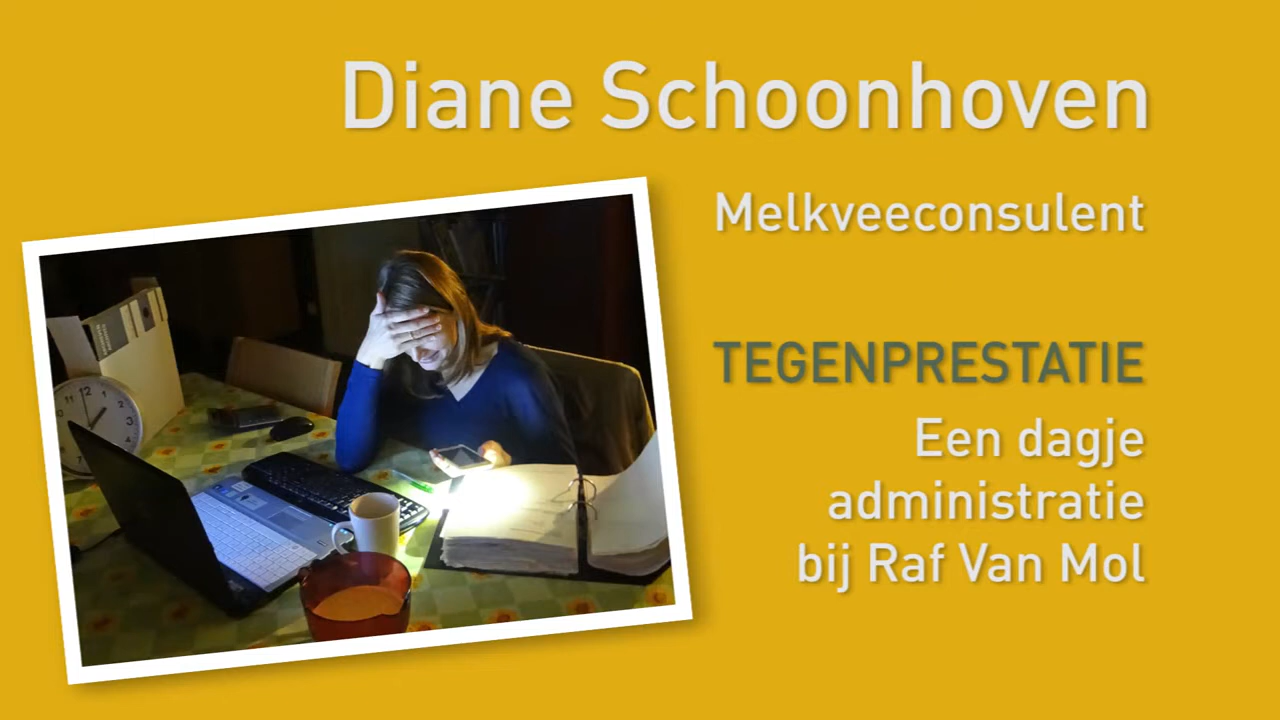 Diane Schoonhoven
Melkveeconsulent
TEGENPRESTATIE
Een dagje
administratie
bij Raf Van Mol